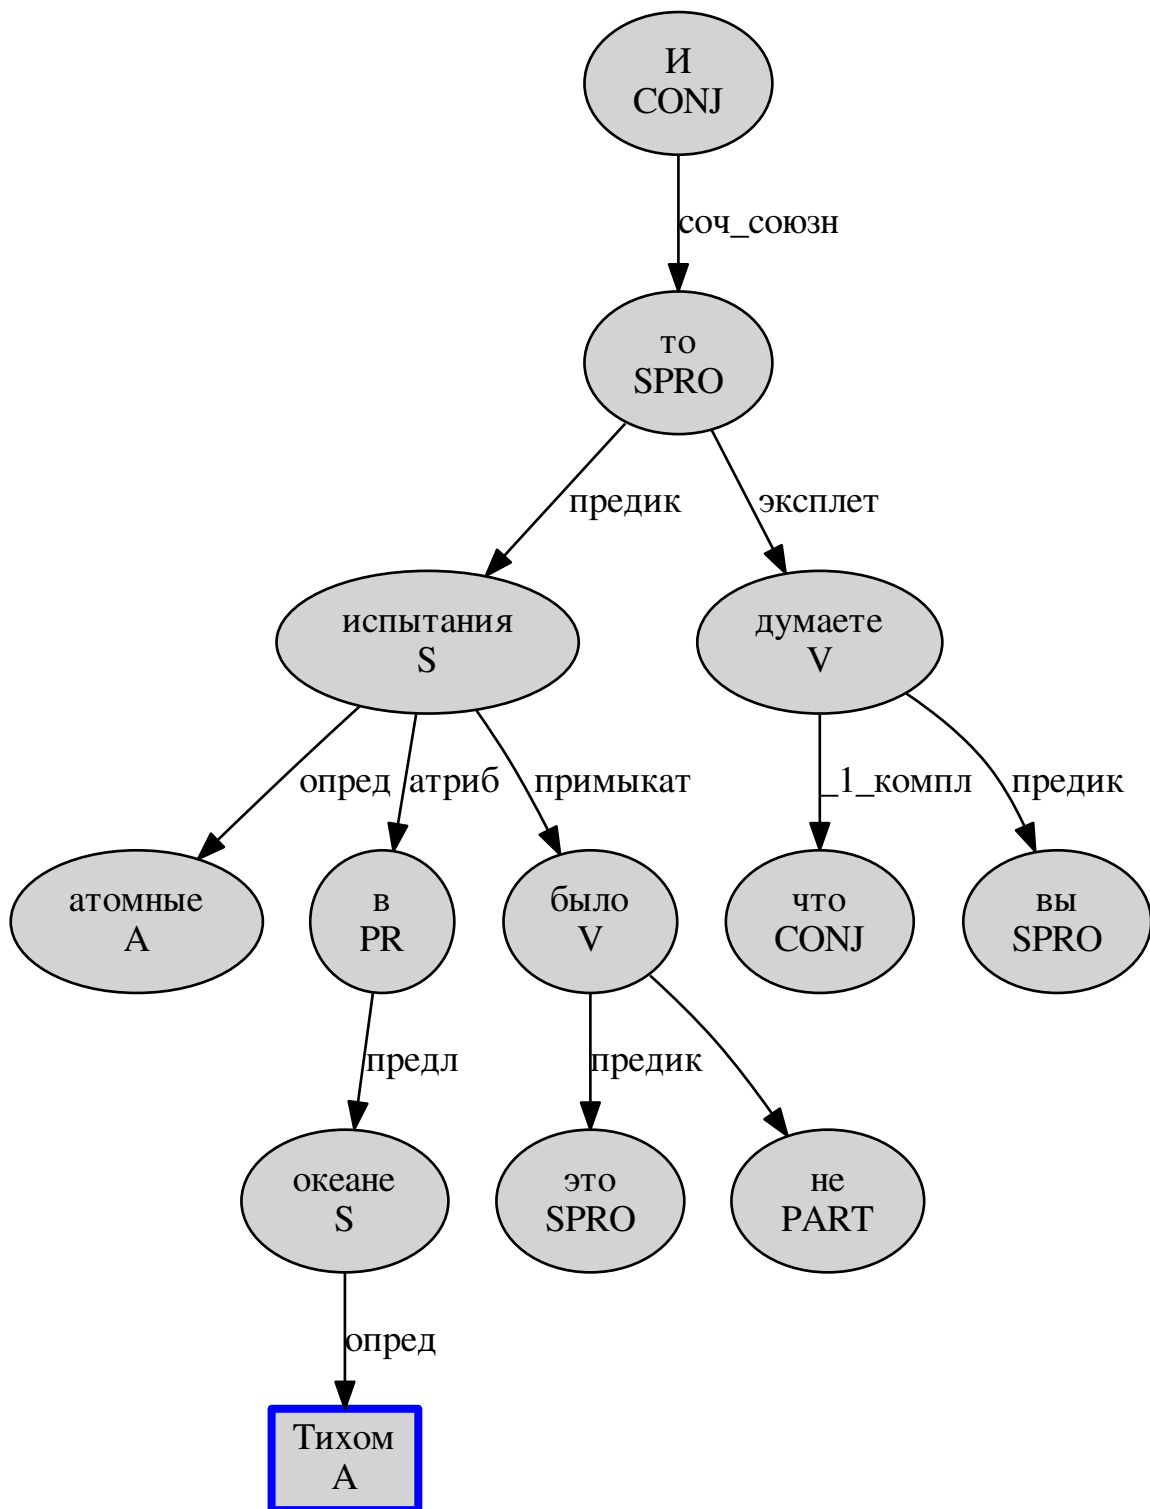 И
CONJ
соч_союзн
то
SPRO
предик
эксплет
испытания
S
думаете
V
опред
атриб
примыкат
_1_компл
предик
атомные
A
в
PR
было
V
что
CONJ
вы
SPRO
предл
предик
океане
S
это
SPRO
не
PART
опред
Тихом
A